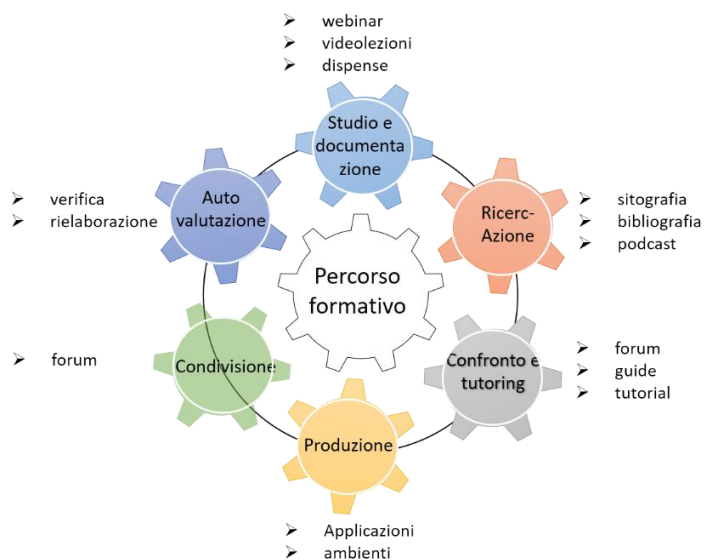 ➢ webinar
➢ videolezioni
➢ dispense
Studio e
documenta
zione
➢ verifica
➢ rielaborazione
Auto
valutazione
Ricerc-
Azione
➢ sitografia
➢ bibliografia
➢ podcast
Percorso
formativo
➢ forum
Condivisione
Confronto e
tutoring
➢ forum
➢ guide
➢ tutorial
Produzione
➢ Applicazioni
➢ ambienti